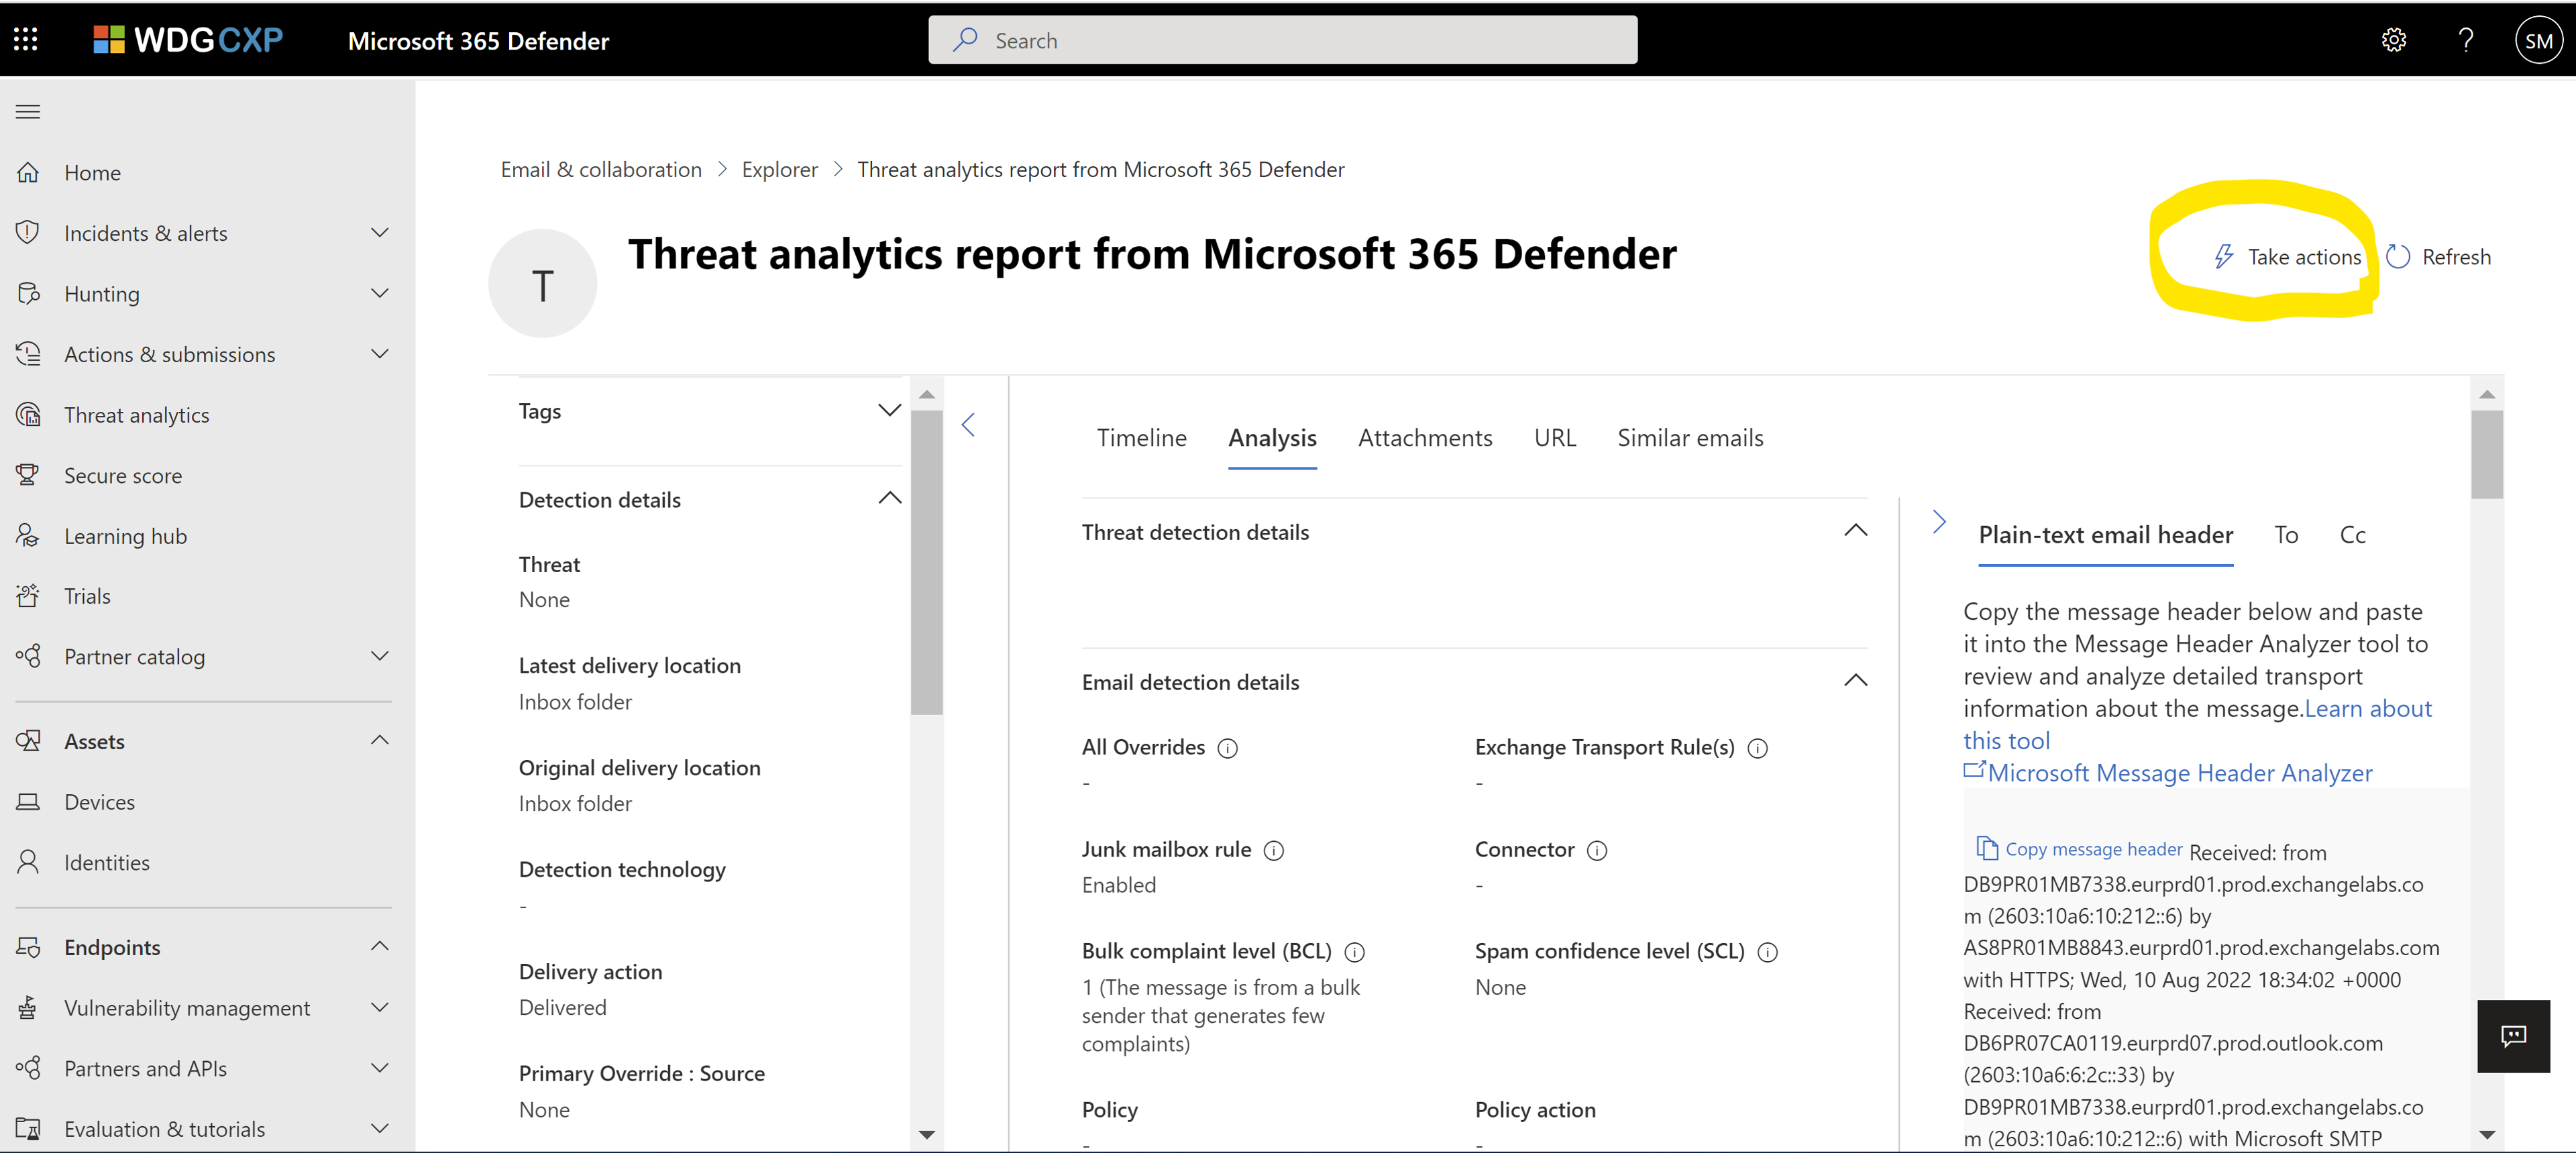 WDGCXP
Microsoft 365 Defender
Search
SM
Home
Incidents & alerts
Hunting
Actions & submissions
Threat analytics
Secure score
Learning hub
Trials
Partner catalog
Assets
Devices
Identities
Endpoints
Vulnerability management
Partners and APIs
Evaluation & tutorials
Email & collaboration > Explorer > Threat analytics report from Microsoft 365 Defender
T
Threat analytics report from Microsoft 365 Defender
Take actions
Refresh
Tags
Detection details
Threat
None
Latest delivery location
Inbox folder
Original delivery location
Inbox folder
Detection technology
-
Delivery action
Delivered
Primary Override : Source
None
Timeline Analysis Attachments URL Similar emails
Threat detection details
Email detection details
All Overrides
-
Exchange Transport Rule(s)
-
Junk mailbox rule
Enabled
Connector
-
Bulk complaint level (BCL)
1 (The message is from a bulk
sender that generates few
complaints)
Spam confidence level (SCL)
None
Policy
-
Policy action
-
Plain-text email header To Cc
Copy the message header below and paste
it into the Message Header Analyzer tool to
review and analyze detailed transport
information about the message.Learn about
this tool
Microsoft Message Header Analyzer
Copy message header Received: from
DB9PR01MB7338.eurprd01.prod.exchangelabs.co
m (2603:10a6:10:212::6) by
AS8PR01MB8843.eurprd01.prod.exchangelabs.com
with HTTPS; Wed, 10 Aug 2022 18:34:02 +0000
Received: from
DB6PR07CA0119.eurprd07.prod.outlook.com
(2603:10a6:6:2c::33) by
DB9PR01MB7338.eurprd01.prod.exchangelabs.co
m (2603:10a6:10:212::6) with Microsoft SMTP